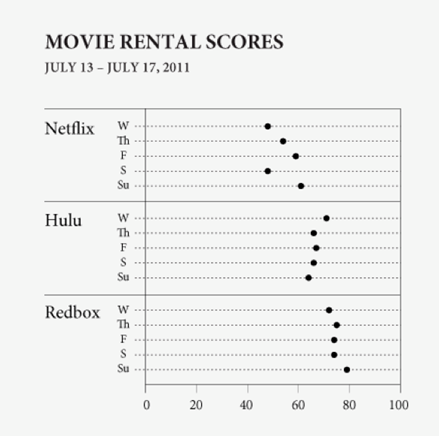 MOVIE RENTAL SCORES
JULY 13 – JULY 17, 2011
Netflix
W
Th
F
S
Su
Hulu
W
Th
F
S
Su
Redbox
W
Th
F
S
Su
0 20 40 60 80 100